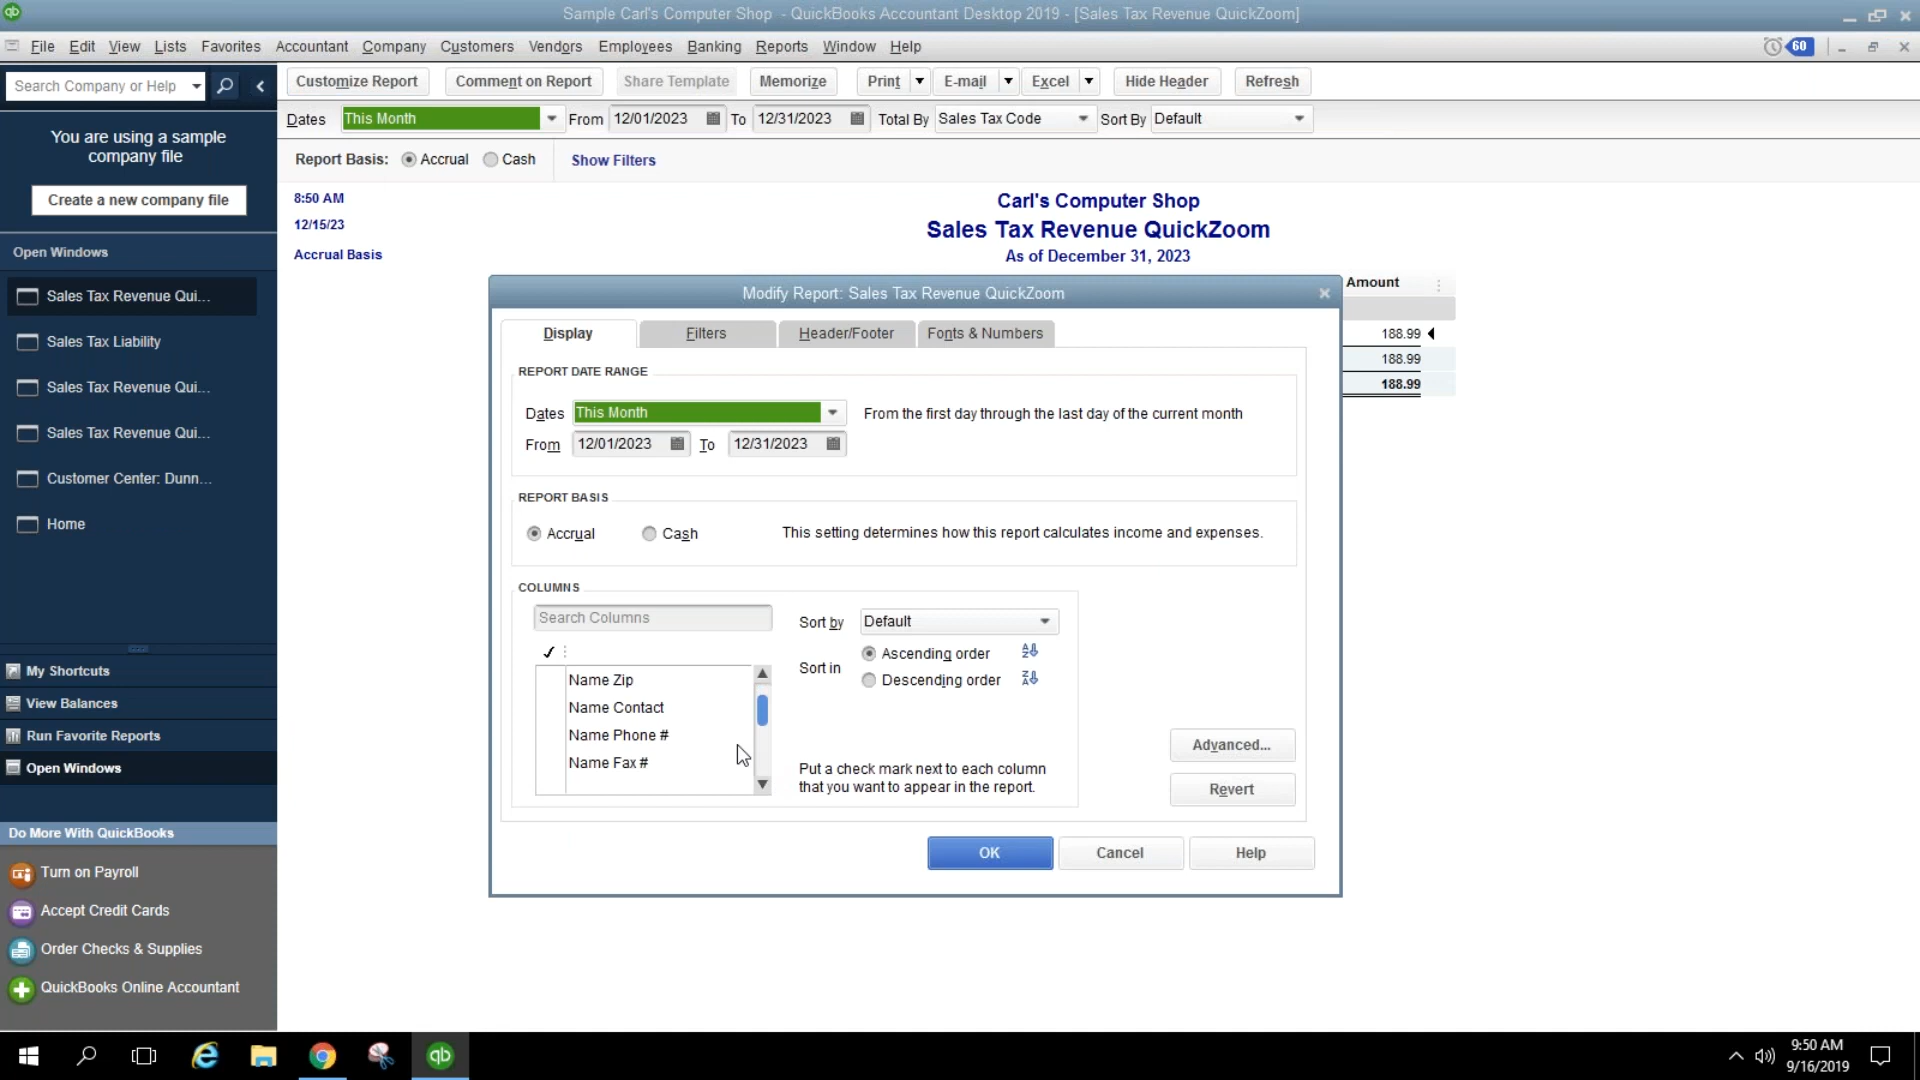 Sample Carl's Computer Shop - QuickBooks Accountant Desktop 2019 - [Sales Tax Revenue QuickZoom]
File Edit View Lists Favorites Accountant Company Customers Vendors Employees Banking Reports Window Help 60
Search Company or Help
Customize Report Comment on Report Share Template Memorize Print E-mail Excel Hide Header Refresh
Dates This Month From 12/01/2023 To 12/31/2023 Total By Sales Tax Code Sort By Default
Report Basis: Accrual Cash Show Filters
You are using a sample
company file
Create a new company file
Open Windows
Sales Tax Revenue Qui...
Sales Tax Liability
Sales Tax Revenue Qui...
Sales Tax Revenue Qui...
Customer Center: Dunn...
Home
My Shortcuts
View Balances
Run Favorite Reports
Open Windows
Do More With QuickBooks
Turn on Payroll
Accept Credit Cards
Order Checks & Supplies
QuickBooks Online Accountant
8:50 AM
12/15/23
Accrual Basis
Carl's Computer Shop
Sales Tax Revenue QuickZoom
As of December 31, 2023
Amount
188.99
188.99
188.99
Modify Report: Sales Tax Revenue QuickZoom
Display Filters Header/Footer Fonts & Numbers
REPORT DATE RANGE
Dates This Month From the first day through the last day of the current month
From 12/01/2023 To 12/31/2023
REPORT BASIS
Accrual Cash This setting determines how this report calculates income and expenses.
COLUMNS
Search Columns
Name Zip
Name Contact
Name Phone #
Name Fax #
Sort by Default
Sort in Ascending order
Descending order
Put a check mark next to each column
that you want to appear in the report.
Advanced...
Revert
OK Cancel Help
qb
9:50 AM
9/16/2019